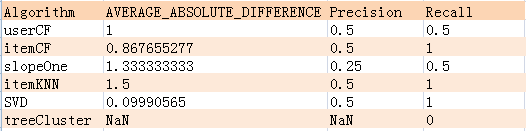 Algorithm AVERAGE_ABSOLUTE_DIFFERENCE Precision Recall
userCF 1 0.5 0.5
itemCF 0.867655277 0.5 1
slopeOne 1.333333333 0.25 0.5
itemKNN 1.5 0.5 1
SVD 0.09990565 0.5 1
treeCluster NaN NaN 0